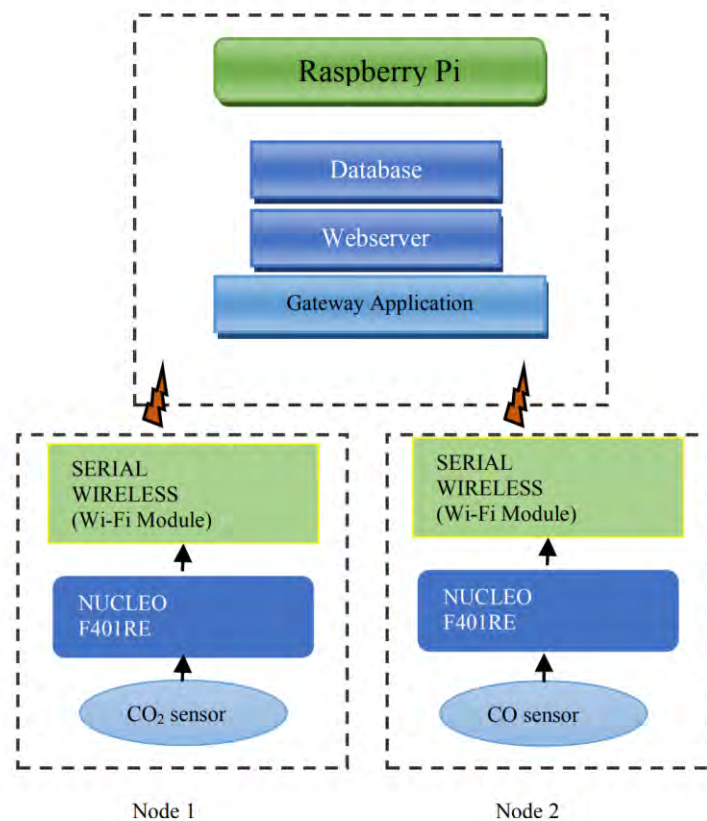 Raspberry Pi
Database
Webserver
Gateway Application
SERIAL
WIRELESS
(Wi-Fi Module)
NUCLEO
F401RE
CO₂ sensor
Node 1
SERIAL
WIRELESS
(Wi-Fi Module)
NUCLEO
F401RE
CO sensor
Node 2